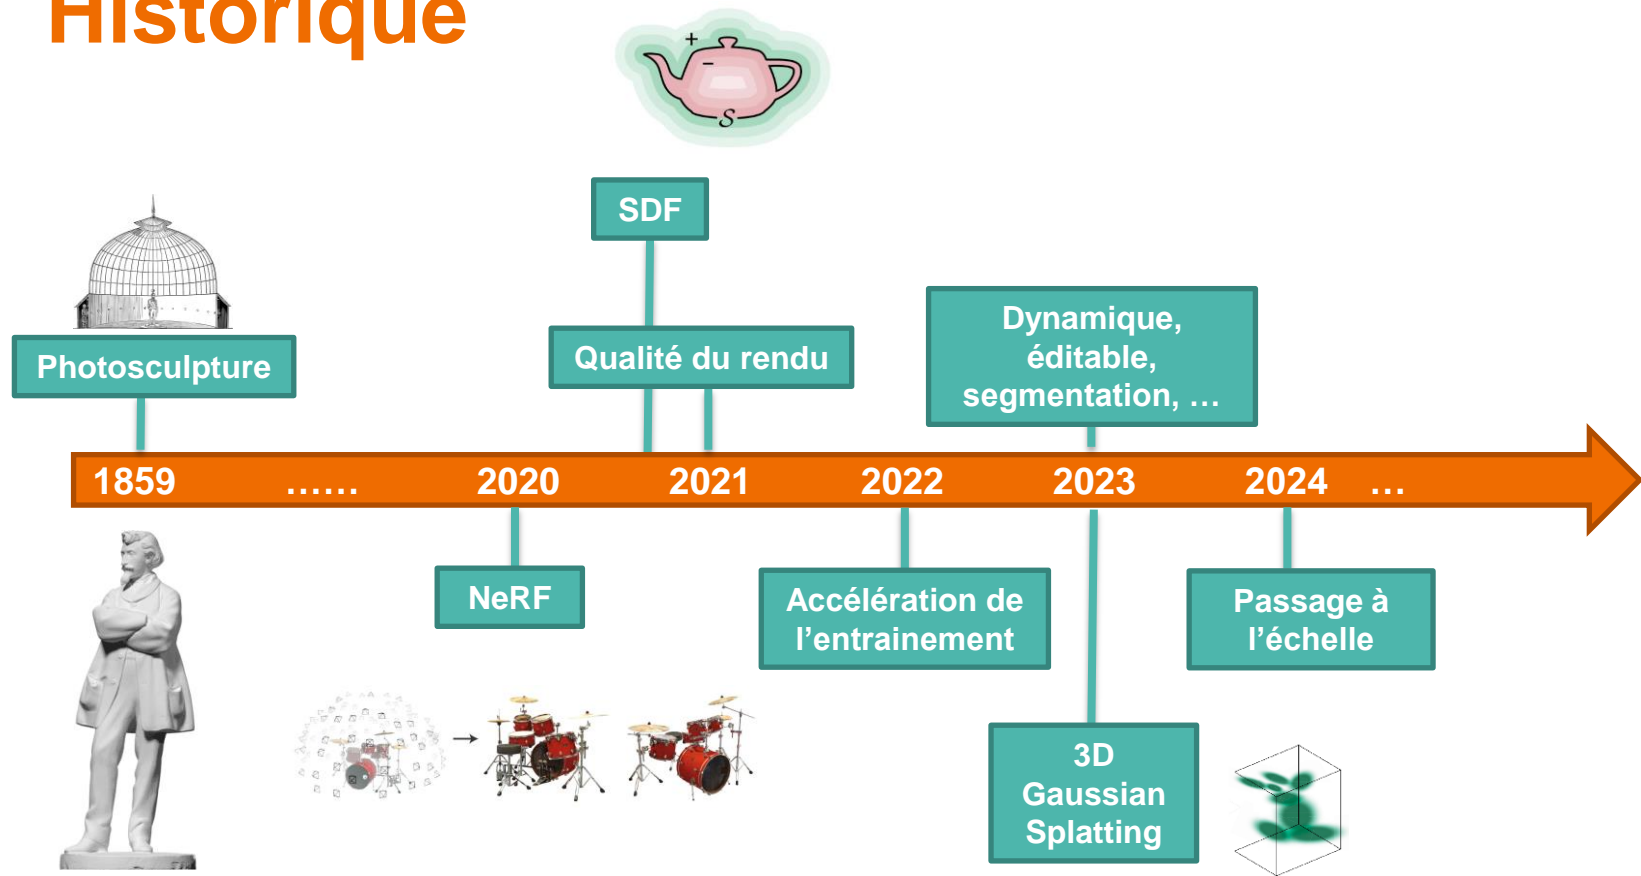 Historique
+
−
S
SDF
Photosculpture
Qualité du rendu
Dynamique,
éditable,
segmentation, …
1859 …… 2020 2021 2022 2023 2024 …
NeRF
Accélération de
l’entrainement
Passage à
l’échelle
3D
Gaussian
Splatting